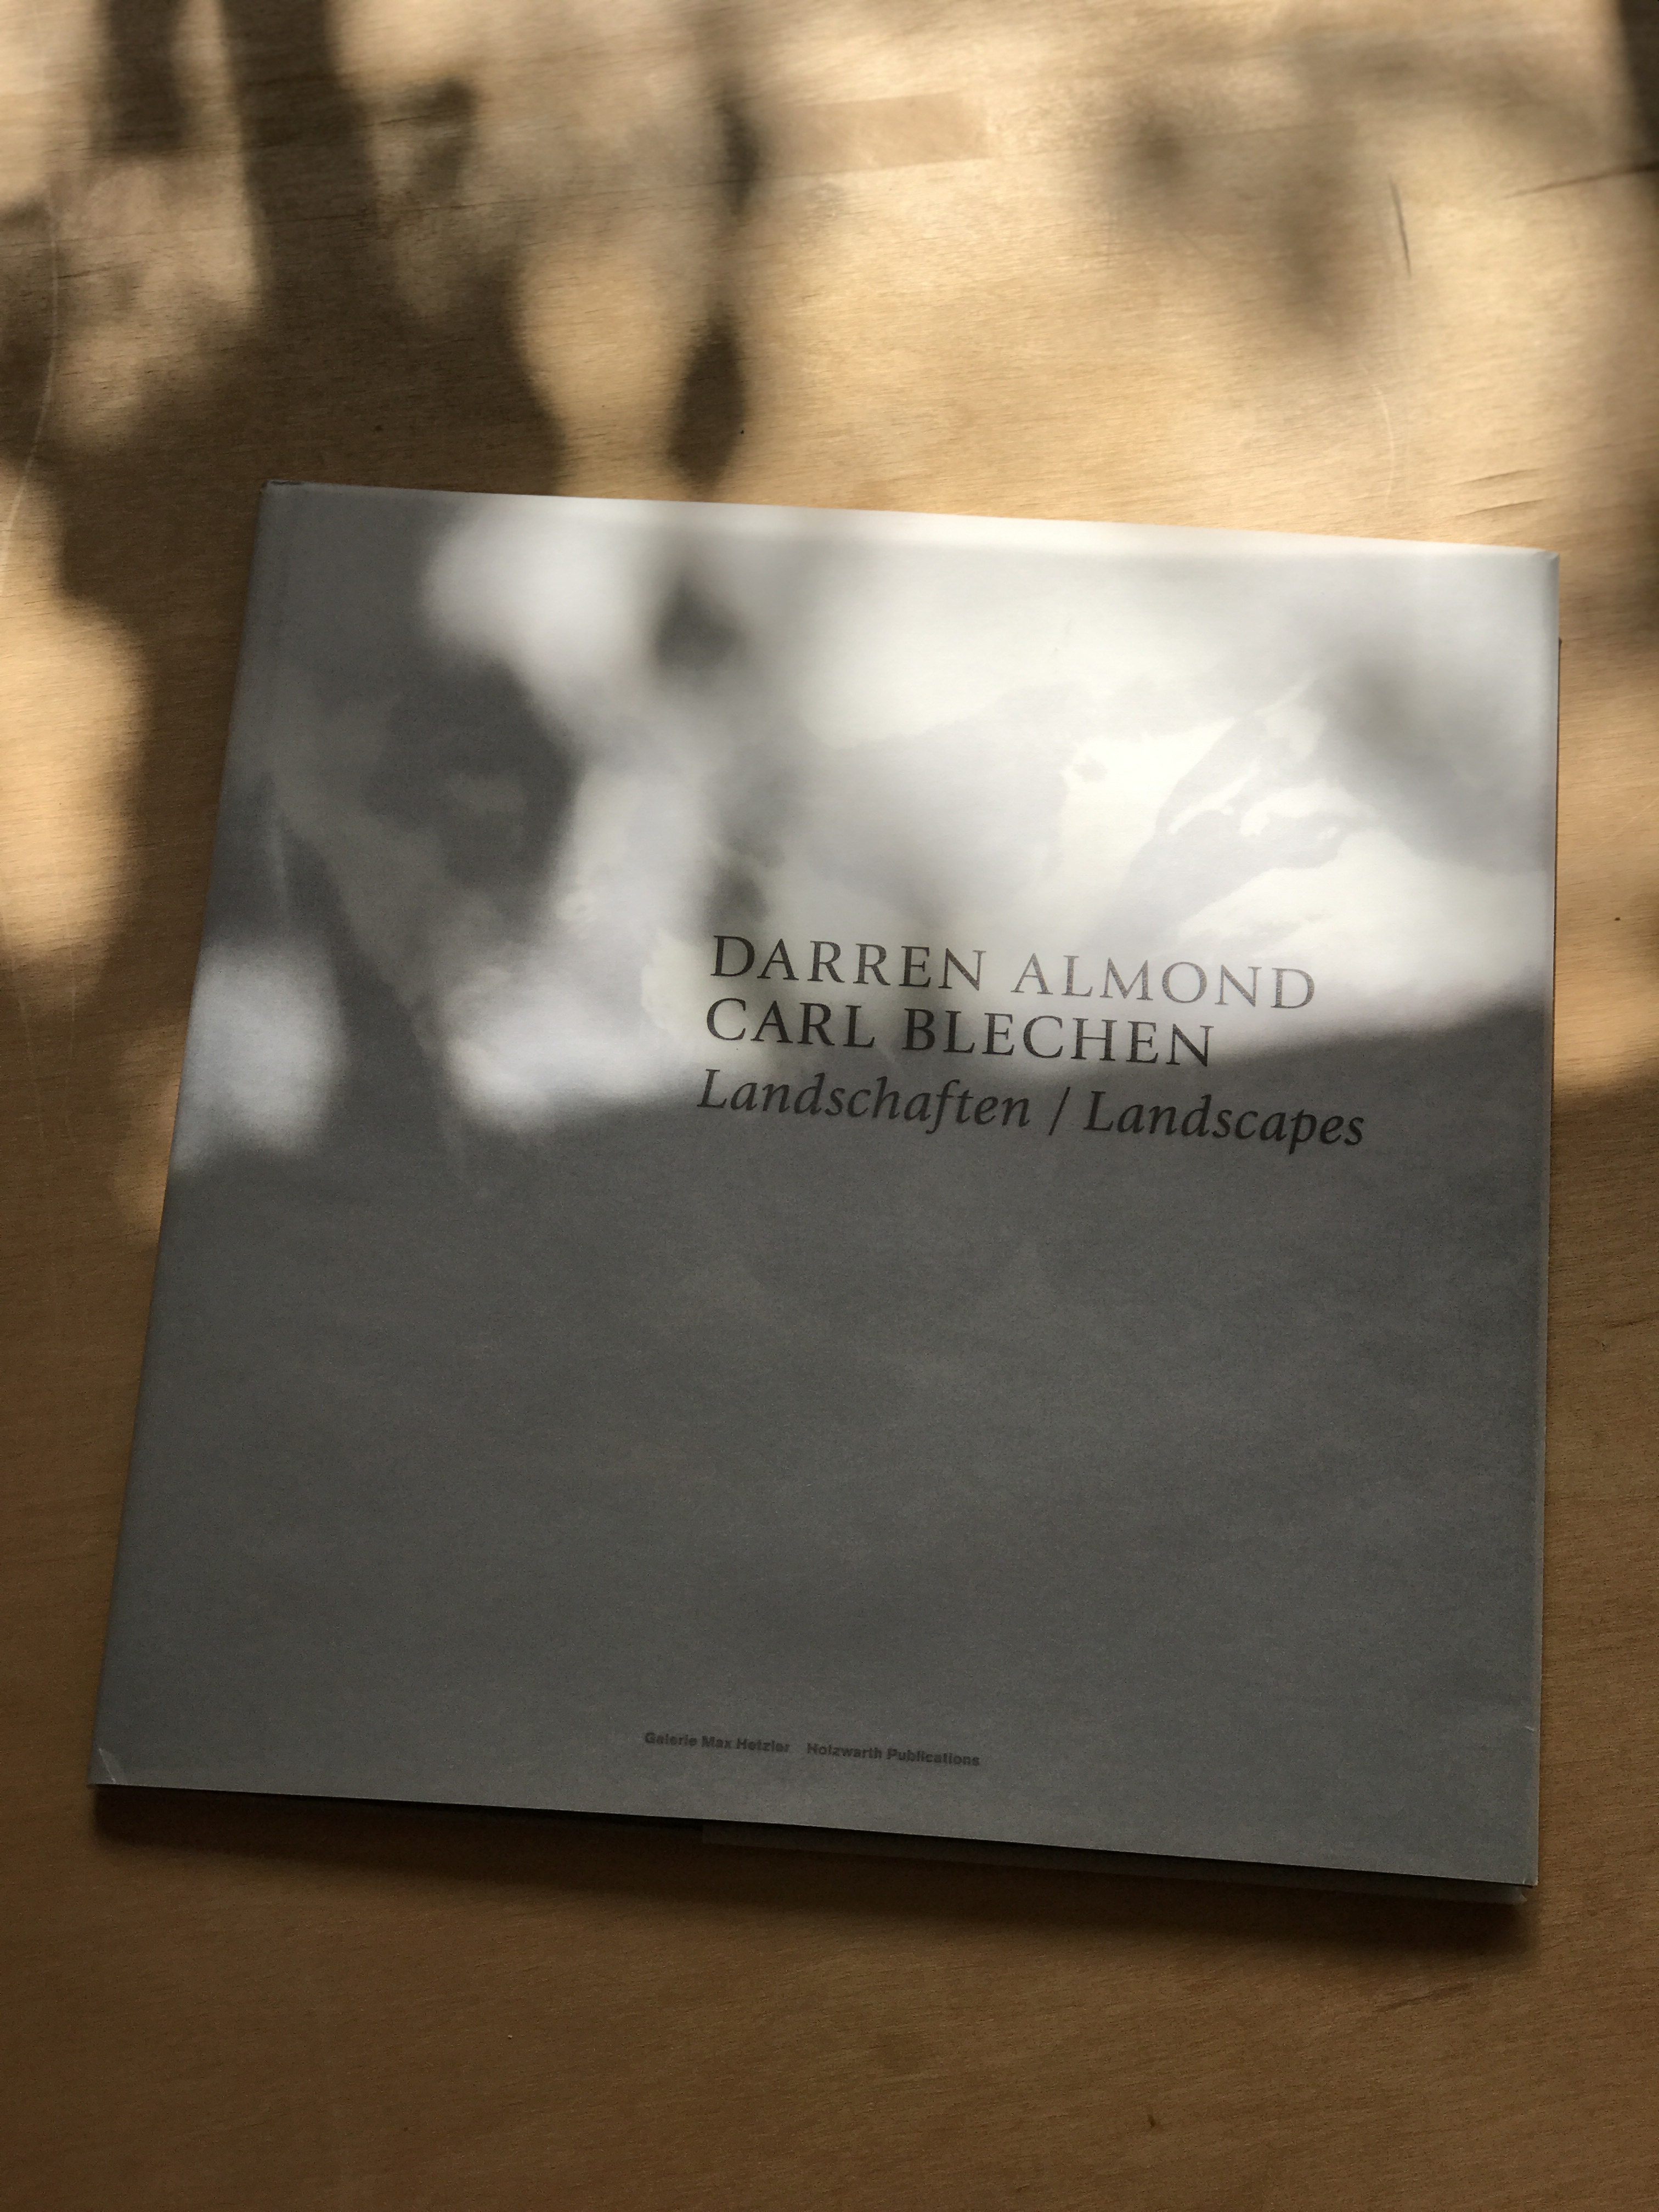 DARREN ALMOND
CARL BLECHEN
Landschaften / Landscapes
Galerie Max Hetzler Holzwarth Publications